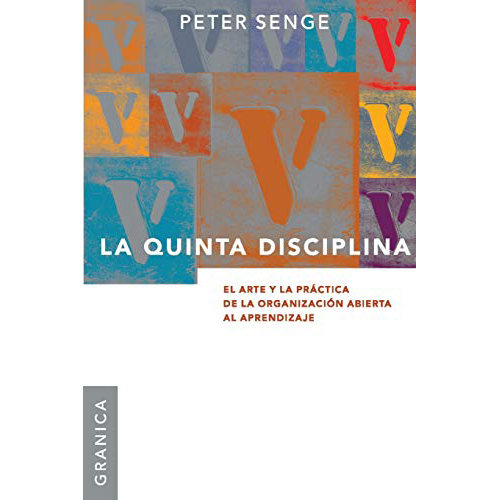 PETER SENGE
V V V V
V V V V
V V
LA QUINTA DISCIPLINA
EL ARTE Y LA PRÁCTICA
DE LA ORGANIZACIÓN ABIERTA
AL APRENDIZAJE
GRANICA